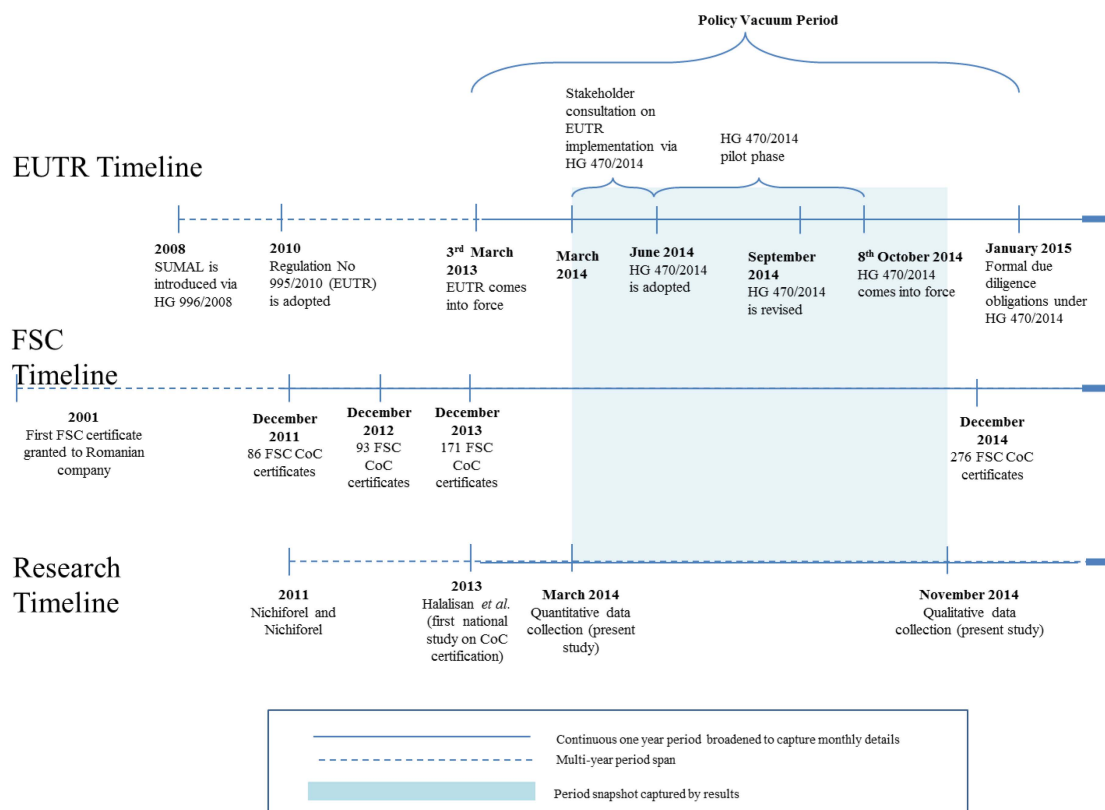 Policy Vacuum Period
Stakeholder
consultation on
EUTR
implementation via
HG 470/2014
HG 470/2014
pilot phase
EUTR Timeline
2008
SUMAL is
introduced via
HG 996/2008
2010
Regulation No
995/2010 (EUTR)
is adopted
3rd March
2013
EUTR comes
into force
March
2014
June 2014
HG 470/2014
is adopted
September
2014
HG 470/2014
is revised
8th October 2014
HG 470/2014
comes into force
January 2015
Formal due
diligence
obligations under
HG 470/2014
FSC
Timeline
2001
First FSC certificate
granted to Romanian
company
December
2011
86 FSC CoC
certificates
December
2012
93 FSC
CoC
certificates
December
2013
171 FSC
CoC
certificates
December
2014
276 FSC CoC
certificates
Research
Timeline
2011
Nichiforel and
Nichiforel
2013
Halalisan et al.
(first national
study on CoC
certification)
March 2014
Quantitative data
collection (present
study)
November 2014
Qualitative data
collection (present study)
Continuous one year period broadened to capture monthly details
Multi-year period span
Period snapshot captured by results